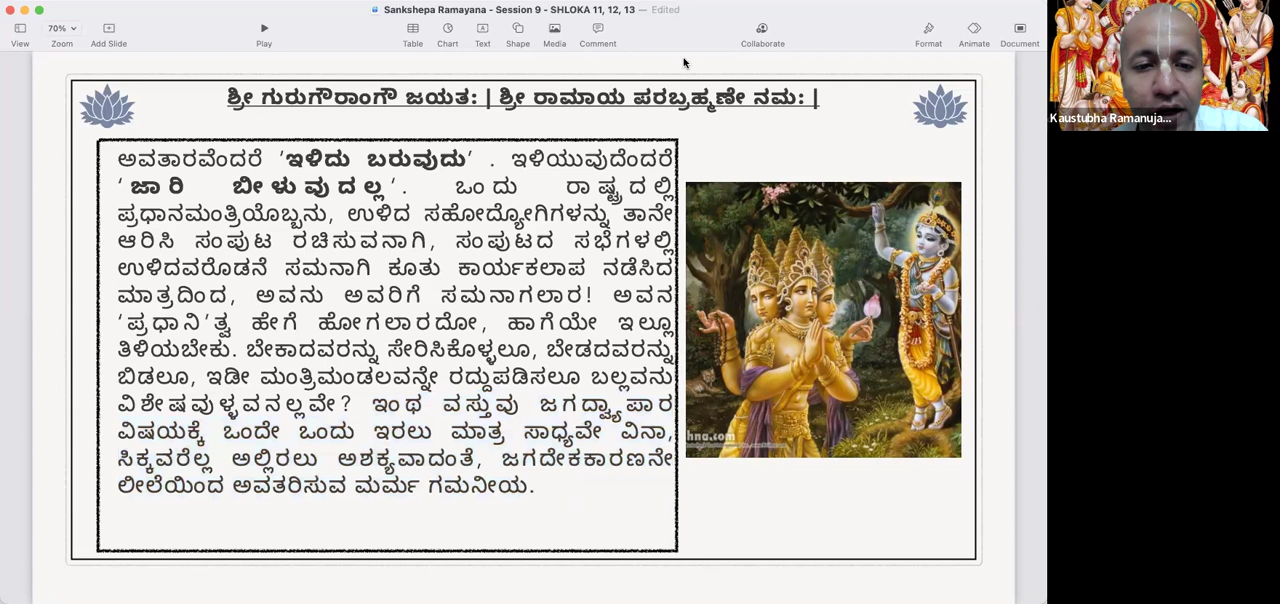 Sankshepa Ramayana - Session 9 - SHLOKA 11, 12, 13 — Edited
70%
View Zoom Add Slide Play Table Chart Text Shape Media Comment Collaborate Format Animate Document
ಶ್ರೀ ಗುರುಗೌರಾಂಗೌ ಜಯತಃ | ಶ್ರೀ ರಾಮಾಯ ಪರಬ್ರಹ್ಮಣೇ ನಮಃ |
ಅವತಾರವೆಂದರೆ ‘ಇಳಿದು ಬರುವುದು’ . ಇಳಿಯುವುದೆಂದರೆ
‘ಜಾರಿ ಬೀಳುವುದಲ್ಲ‘. ಒಂದು ರಾಷ್ಟ್ರದಲ್ಲಿ
ಪ್ರಧಾನಮಂತ್ರಿಯೊಬ್ಬನು, ಉಳಿದ ಸಹೋದ್ಯೋಗಿಗಳನ್ನು ತಾನೇ
ಆರಿಸಿ ಸಂಪುಟ ರಚಿಸುವನಾಗಿ, ಸಂಪುಟದ ಸಭೆಗಳಲ್ಲಿ
ಉಳಿದವರೊಡನೆ ಸಮನಾಗಿ ಕೂತು ಕಾರ್ಯಕಲಾಪ ನಡೆಸಿದ
ಮಾತ್ರದಿಂದ, ಅವನು ಅವರಿಗೆ ಸಮನಾಗಲಾರ! ಅವನ
‘ಪ್ರಧಾನಿ’ತ್ವ ಹೇಗೆ ಹೋಗಲಾರದೋ, ಹಾಗೆಯೇ ಇಲ್ಲೂ
ತಿಳಿಯಬೇಕು. ಬೇಕಾದವರನ್ನು ಸೇರಿಸಿಕೊಳ್ಳಲೂ, ಬೇಡದವರನ್ನು
ಬಿಡಲೂ, ಇಡೀ ಮಂತ್ರಿಮಂಡಲವನ್ನೇ ರದ್ದುಪಡಿಸಲೂ ಬಲ್ಲವನು
ವಿಶೇಷವುಳ್ಳವನಲ್ಲವೇ? ಇಂಥ ವಸ್ತುವು ಜಗದ್ವ್ಯಾಪಾರ
ವಿಷಯಕ್ಕೆ ಒಂದೇ ಒಂದು ಇರಲು ಮಾತ್ರ ಸಾಧ್ಯವೇ ವಿನಾ,
ಸಿಕ್ಕವರೆಲ್ಲ ಅಲ್ಲಿರಲು ಅಶಕ್ಯವಾದಂತೆ, ಜಗದೇಕಕಾರಣನೇ
ಲೀಲೆಯಿಂದ ಅವತರಿಸುವ ಮರ್ಮ ಗಮನೀಯ.
hna.com
Kaustubha Ramanuja...